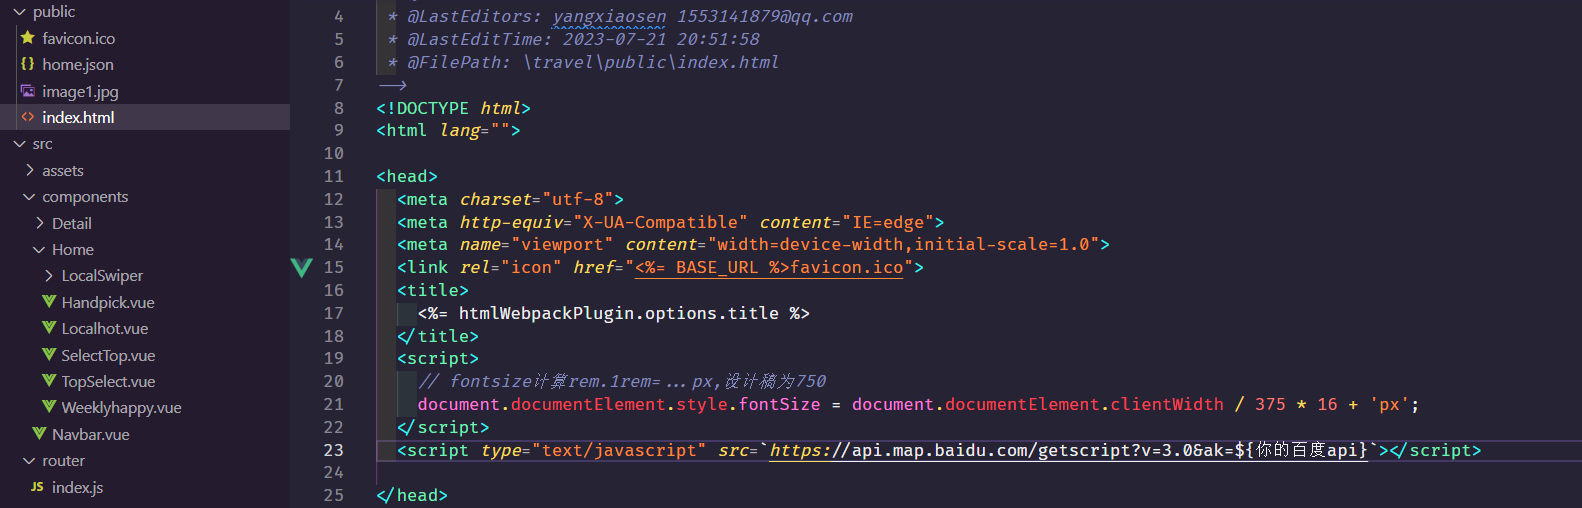 public
favicon.ico
{} home.json
image1.jpg
<> index.html
src
assets
components
Detail
Home
LocalSwiper
Handpick.vue
Localhot.vue
SelectTop.vue
TopSelect.vue
Weeklyhappy.vue
Navbar.vue
router
JS index.js
4 * @LastEditors: yangxiaosen 1553141879@qq.com
5 * @LastEditTime: 2023-07-21 20:51:58
6 * @FilePath: \travel\public\index.html
7 -->
8 <!DOCTYPE html>
9 <html lang="">
10
11 <head>
12 <meta charset="utf-8">
13 <meta http-equiv="X-UA-Compatible" content="IE=edge">
14 <meta name="viewport" content="width=device-width,initial-scale=1.0">
15 <link rel="icon" href="<%= BASE_URL %>favicon.ico">
16 <title>
17 <%= htmlWebpackPlugin.options.title %>
18 </title>
19 <script>
20 // fontsize计算rem.1rem=...px,设计稿为750
21 document.documentElement.style.fontSize = document.documentElement.clientWidth / 375 * 16 + 'px';
22 </script>
23 <script type="text/javascript" src=`https://api.map.baidu.com/getscript?v=3.0&ak=${你的百度api}`></script>
24
25 </head>